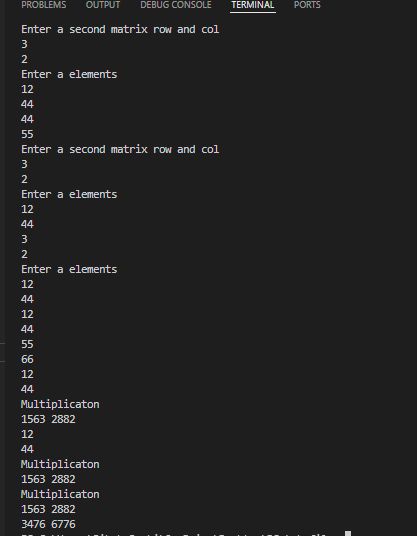 PROBLEMS OUTPUT DEBUG CONSOLE TERMINAL PORTS
Enter a second matrix row and col
3
2
Enter a elements
12
44
44
55
Enter a second matrix row and col
3
2
Enter a elements
12
44
3
2
Enter a elements
12
44
12
44
55
66
12
44
Multiplicaton
1563 2882
12
44
Multiplicaton
1563 2882
Multiplicaton
1563 2882
3476 6776